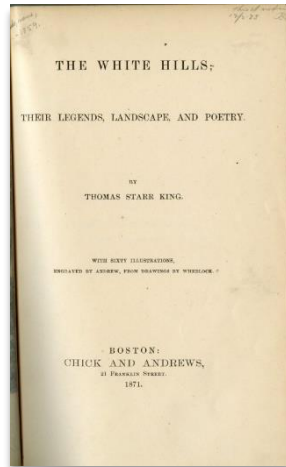 THE WHITE HILLS;
THEIR LEGENDS, LANDSCAPE, AND POETRY.
BY
THOMAS STARR KING.
WITH SIXTY ILLUSTRATIONS,
ENGRAVED BY ANDREW, FROM DRAWINGS BY WHEELOCK.
BOSTON:
CHICK AND ANDREWS,
21 FRANKLIN STREET.
1871.